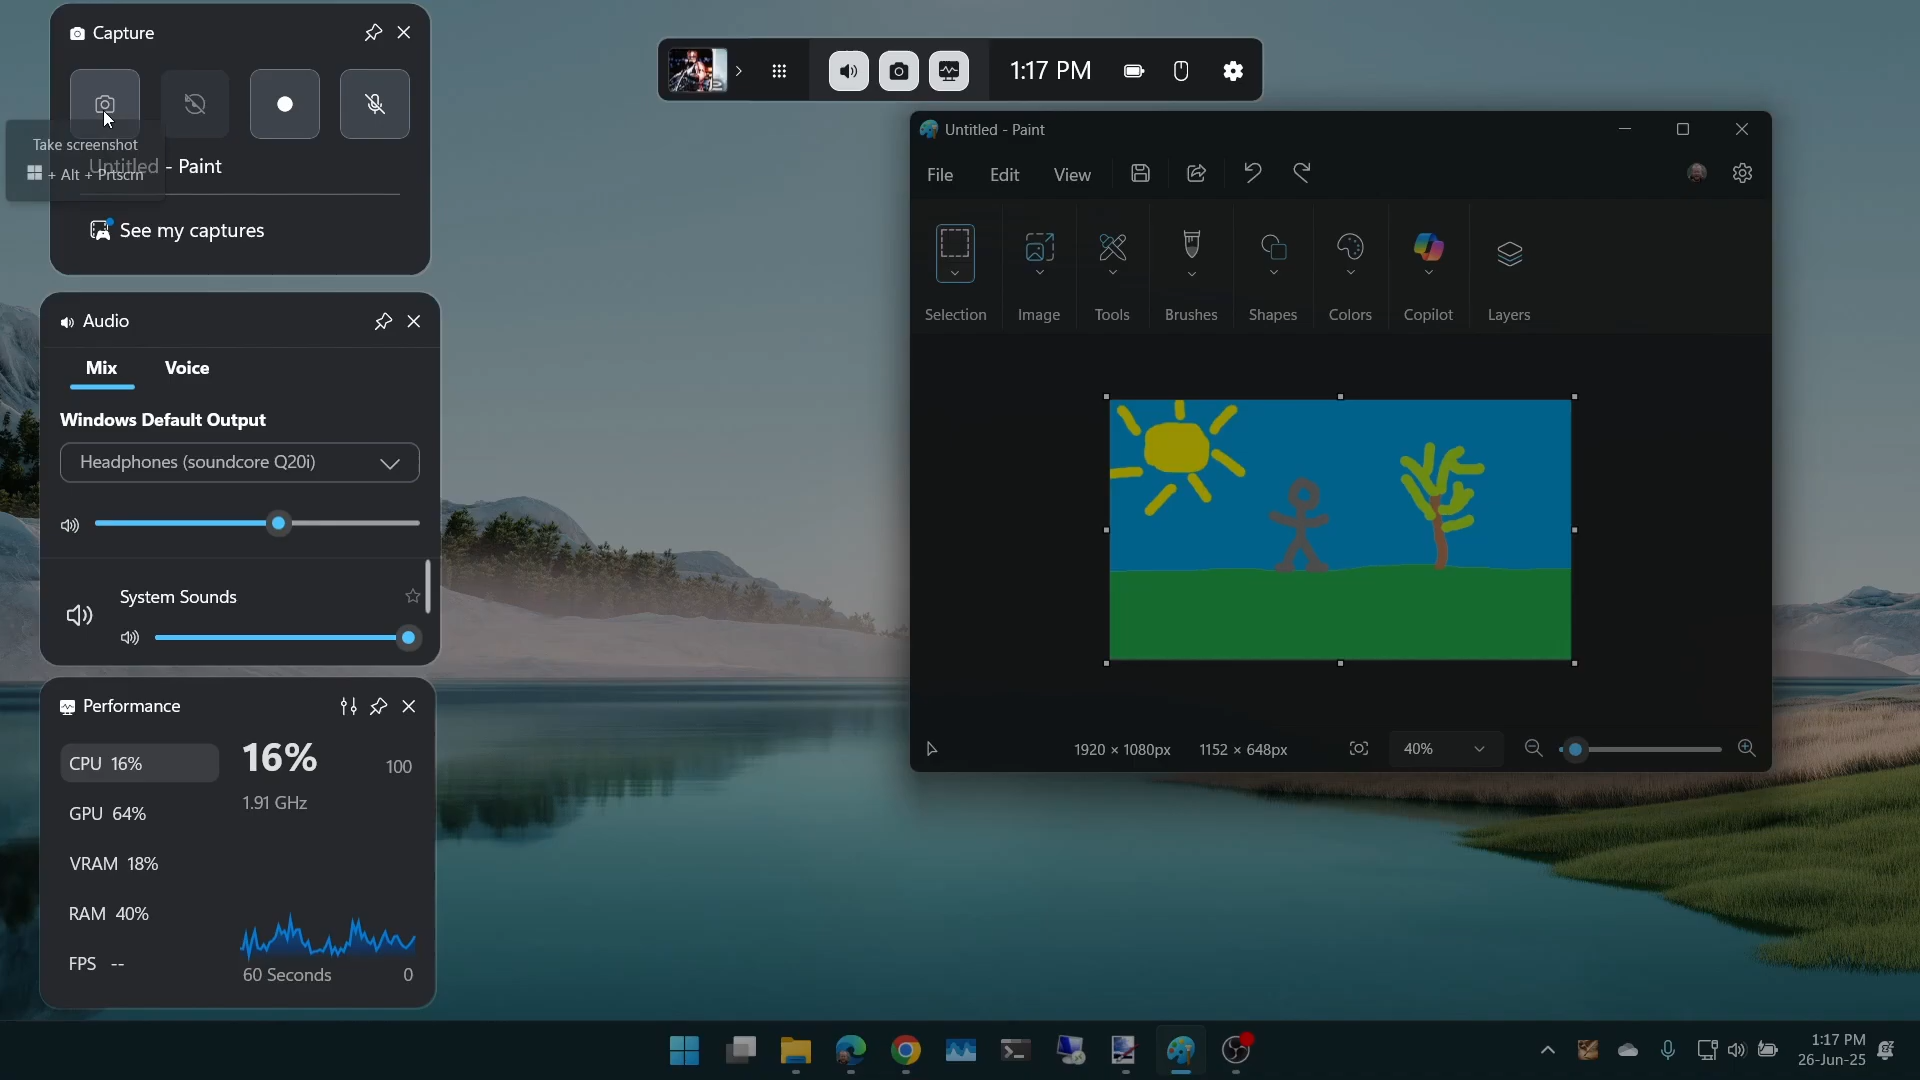 Capture
Take screenshot
+ Alt + Prtscrn
Untitled - Paint
See my captures
Audio
Mix
Voice
Windows Default Output
Headphones (soundcore Q20i)
System Sounds
Performance
CPU 16%
GPU 64%
VRAM 18%
RAM 40%
FPS --
16%
100
1.91 GHz
60 Seconds
0
1:17 PM
Untitled - Paint
File
Edit
View
Selection
Image
Tools
Brushes
Shapes
Colors
Copilot
Layers
1920 × 1080px
1152 × 648px
40%
1:17 PM
26-Jun-25